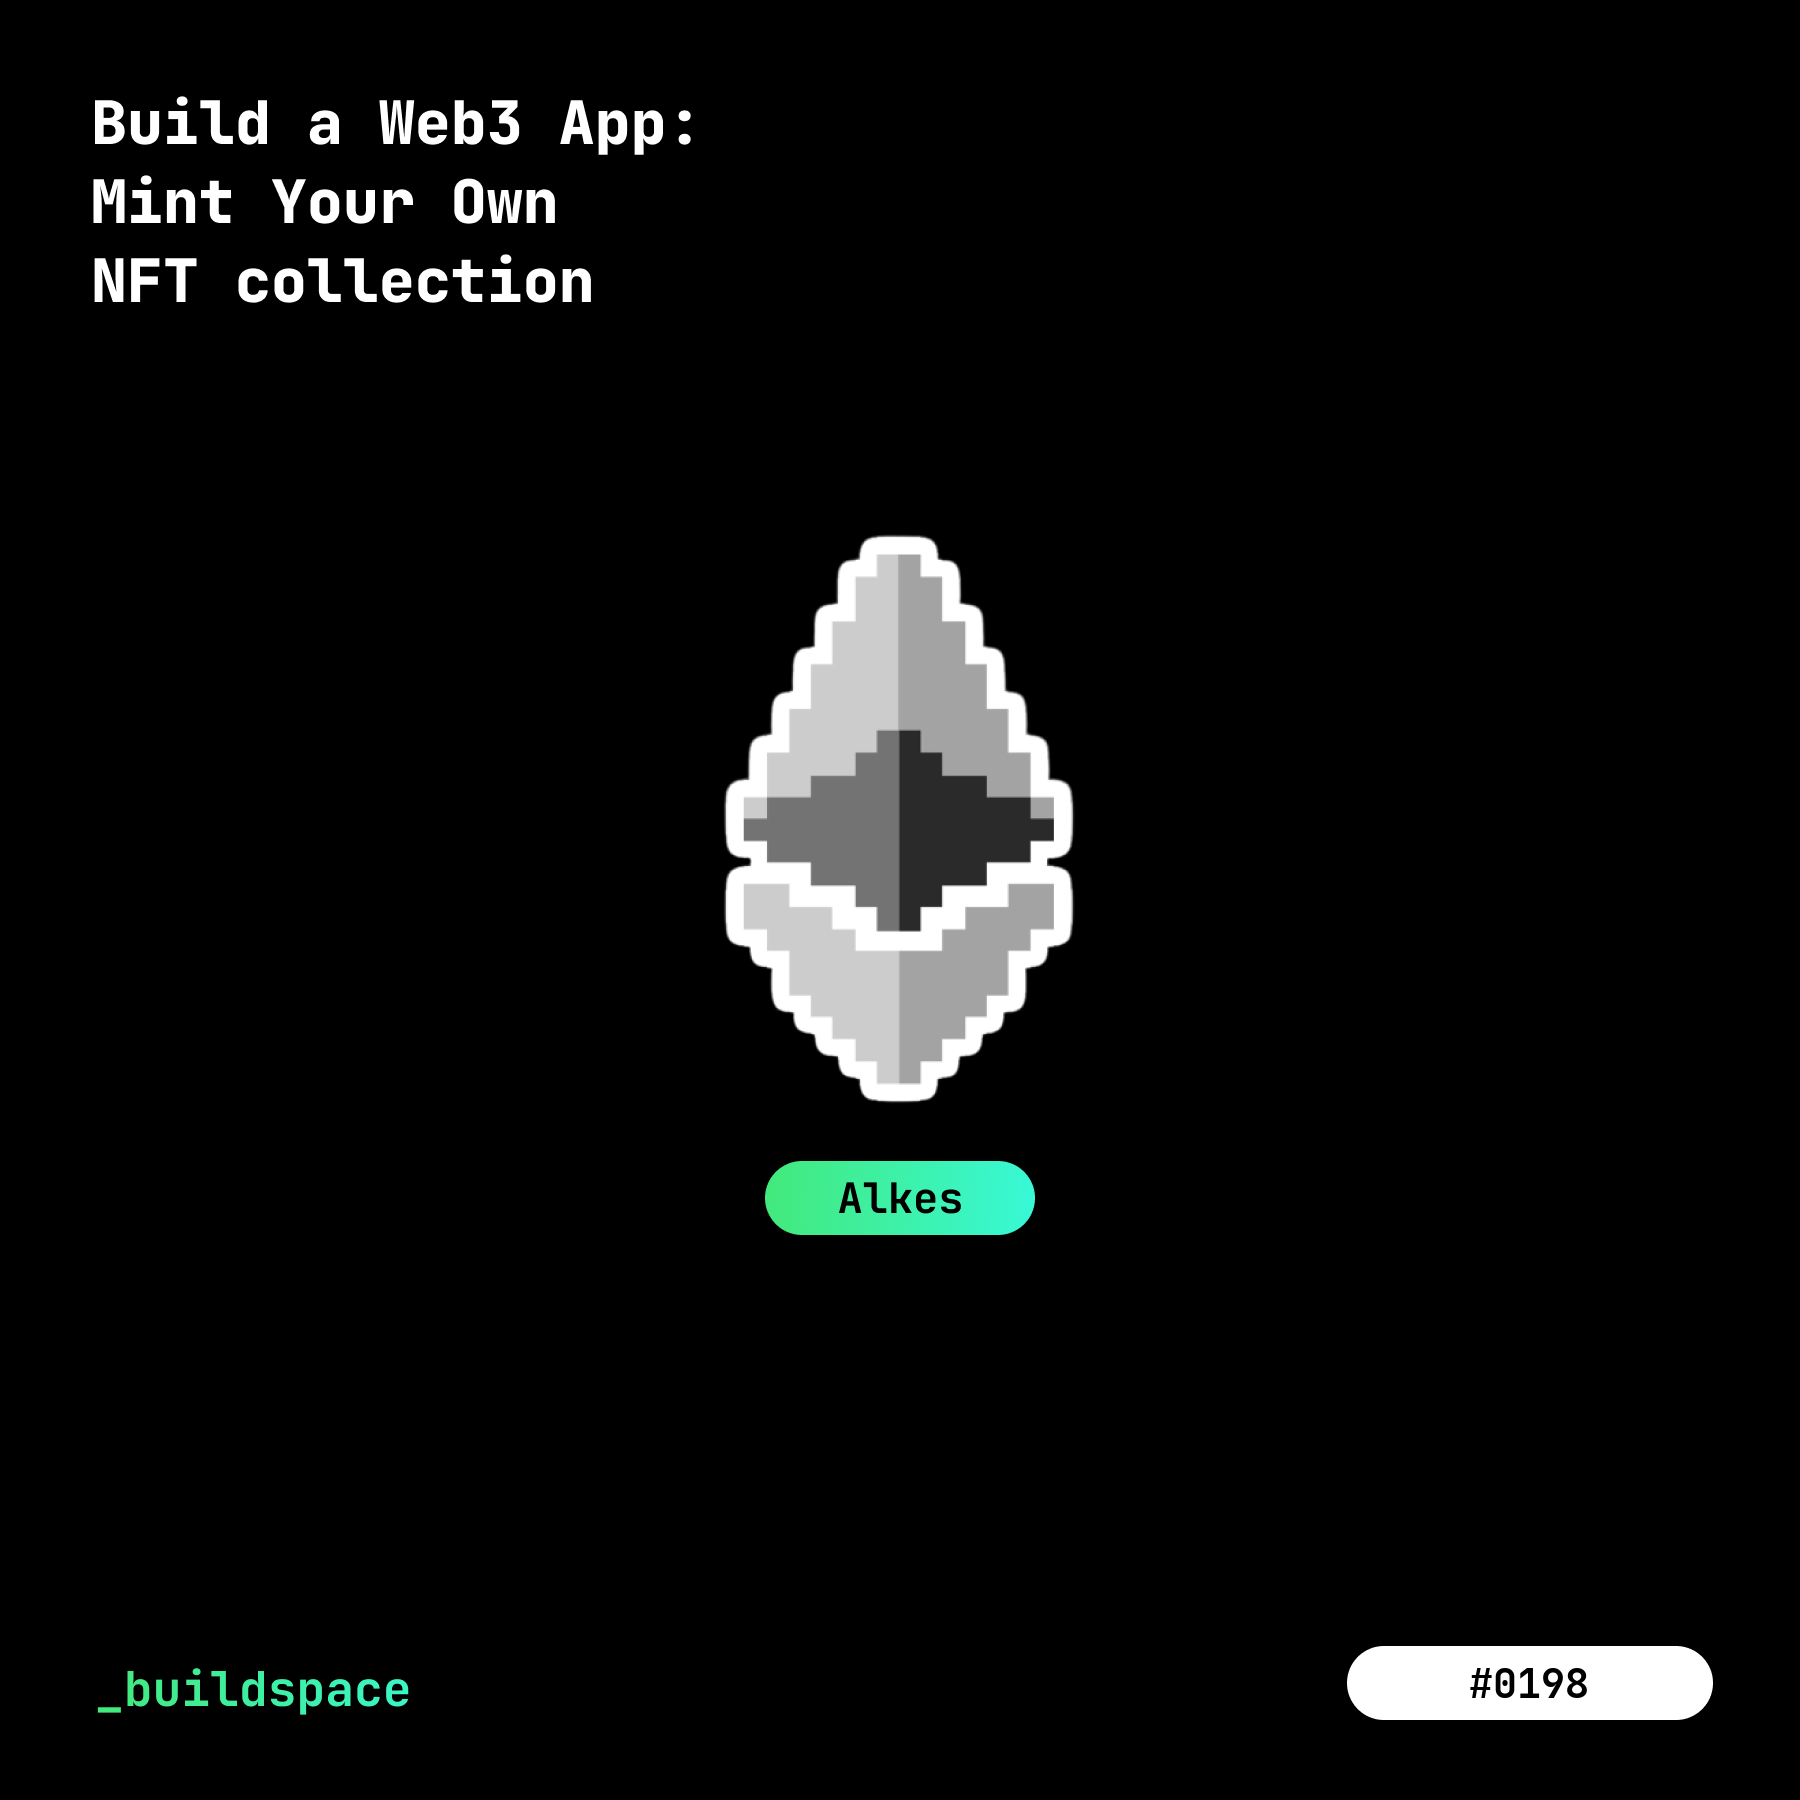 Build a Web3 App:
Mint Your Own
NFT collection
Alkes
_buildspace
#0198